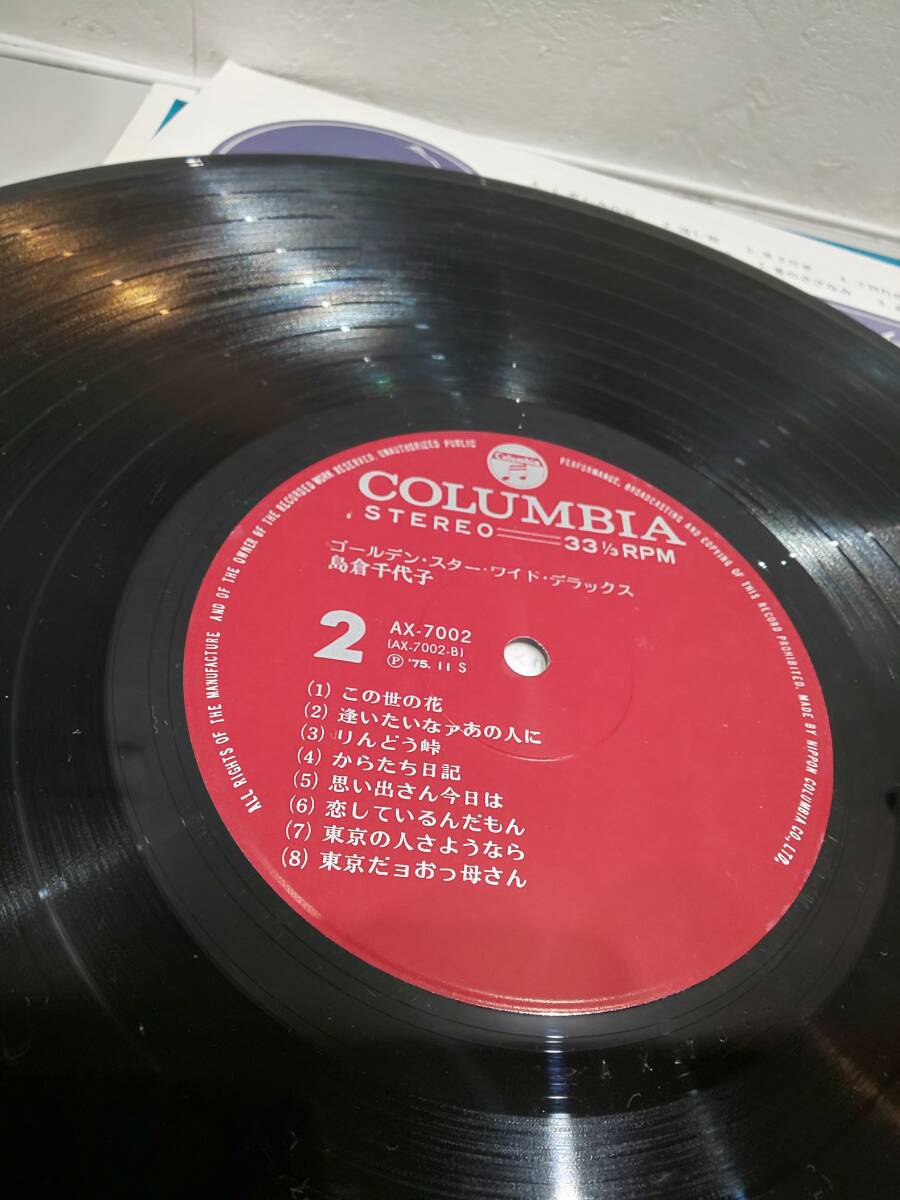 Columbia
COLUMBIA
STEREO 33 1/3 RPM
ゴールデン・スター・ワイド・デラックス
島倉千代子
2
AX-7002
(AX-7002-B)
Ⓟ '75. 11 S
(1) この世の花
(2) 逢いたいなァあの人に
(3) りんどう峠
(4) からたち日記
(5) 思い出さん今日は
(6) 恋しているんだもん
(7) 東京の人さようなら
(8) 東京だョおっ母さん
ALL RIGHTS OF THE MANUFACTURE AND OF THE OWNER OF THE RECORDED WORK RESERVED. UNAUTHORIZED PUBLIC PERFORMANCE, BROADCASTING AND COPYING OF THIS RECORD PROHIBITED. MADE BY NIPPON COLUMBIA CO., LTD.